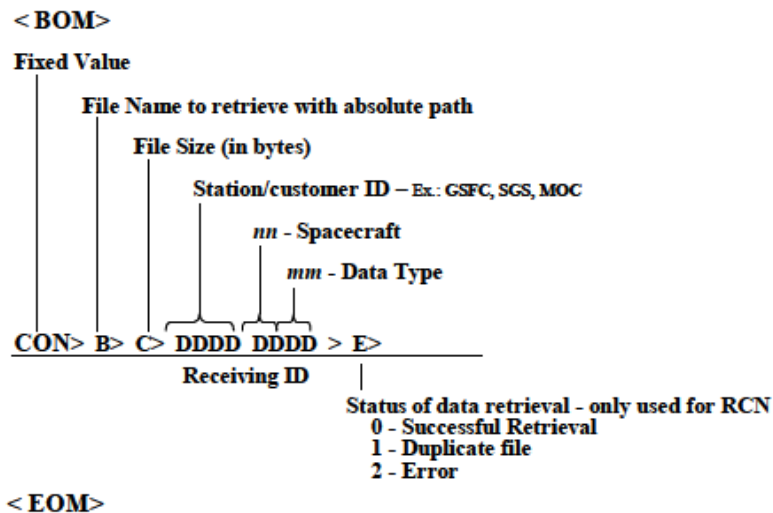 < BOM>
Fixed Value
File Name to retrieve with absolute path
File Size (in bytes)
Station/customer ID – Ex.: GSFC, SGS, MOC
nn - Spacecraft
mm - Data Type
CON> B> C> DDDD DDDD > E>
Receiving ID
Status of data retrieval - only used for RCN
0 - Successful Retrieval
1 - Duplicate file
2 - Error
< EOM>